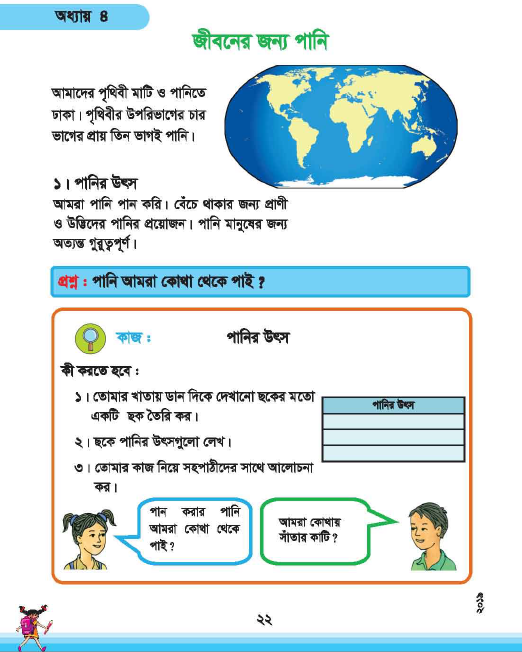 অধ্যায় ৪
জীবনের জন্য পানি
আমাদের পৃথিবী মাটি ও পানিতে
ঢাকা। পৃথিবীর উপরিভাগের চার
ভাগের প্রায় তিন ভাগই পানি।
১। পানির উৎস
আমরা পানি পান করি। বেঁচে থাকার জন্য প্রাণী
ও উদ্ভিদের পানির প্রয়োজন। পানি মানুষের জন্য
অত্যন্ত গুরুত্বপূর্ণ।
প্রশ্ন : পানি আমরা কোথা থেকে পাই ?
কাজ : পানির উৎস
কী করতে হবে :
১। তোমার খাতায় ডান দিকে দেখানো ছকের মতো
একটি ছক তৈরি কর।
পানির উৎস
২। ছকে পানির উৎসগুলো লেখ।
৩। তোমার কাজ নিয়ে সহপাঠীদের সাথে আলোচনা
কর।
পান করার পানি
আমরা কোথা থেকে
পাই ?
আমরা কোথায়
সাঁতার কাটি ?
২২
২০১৯